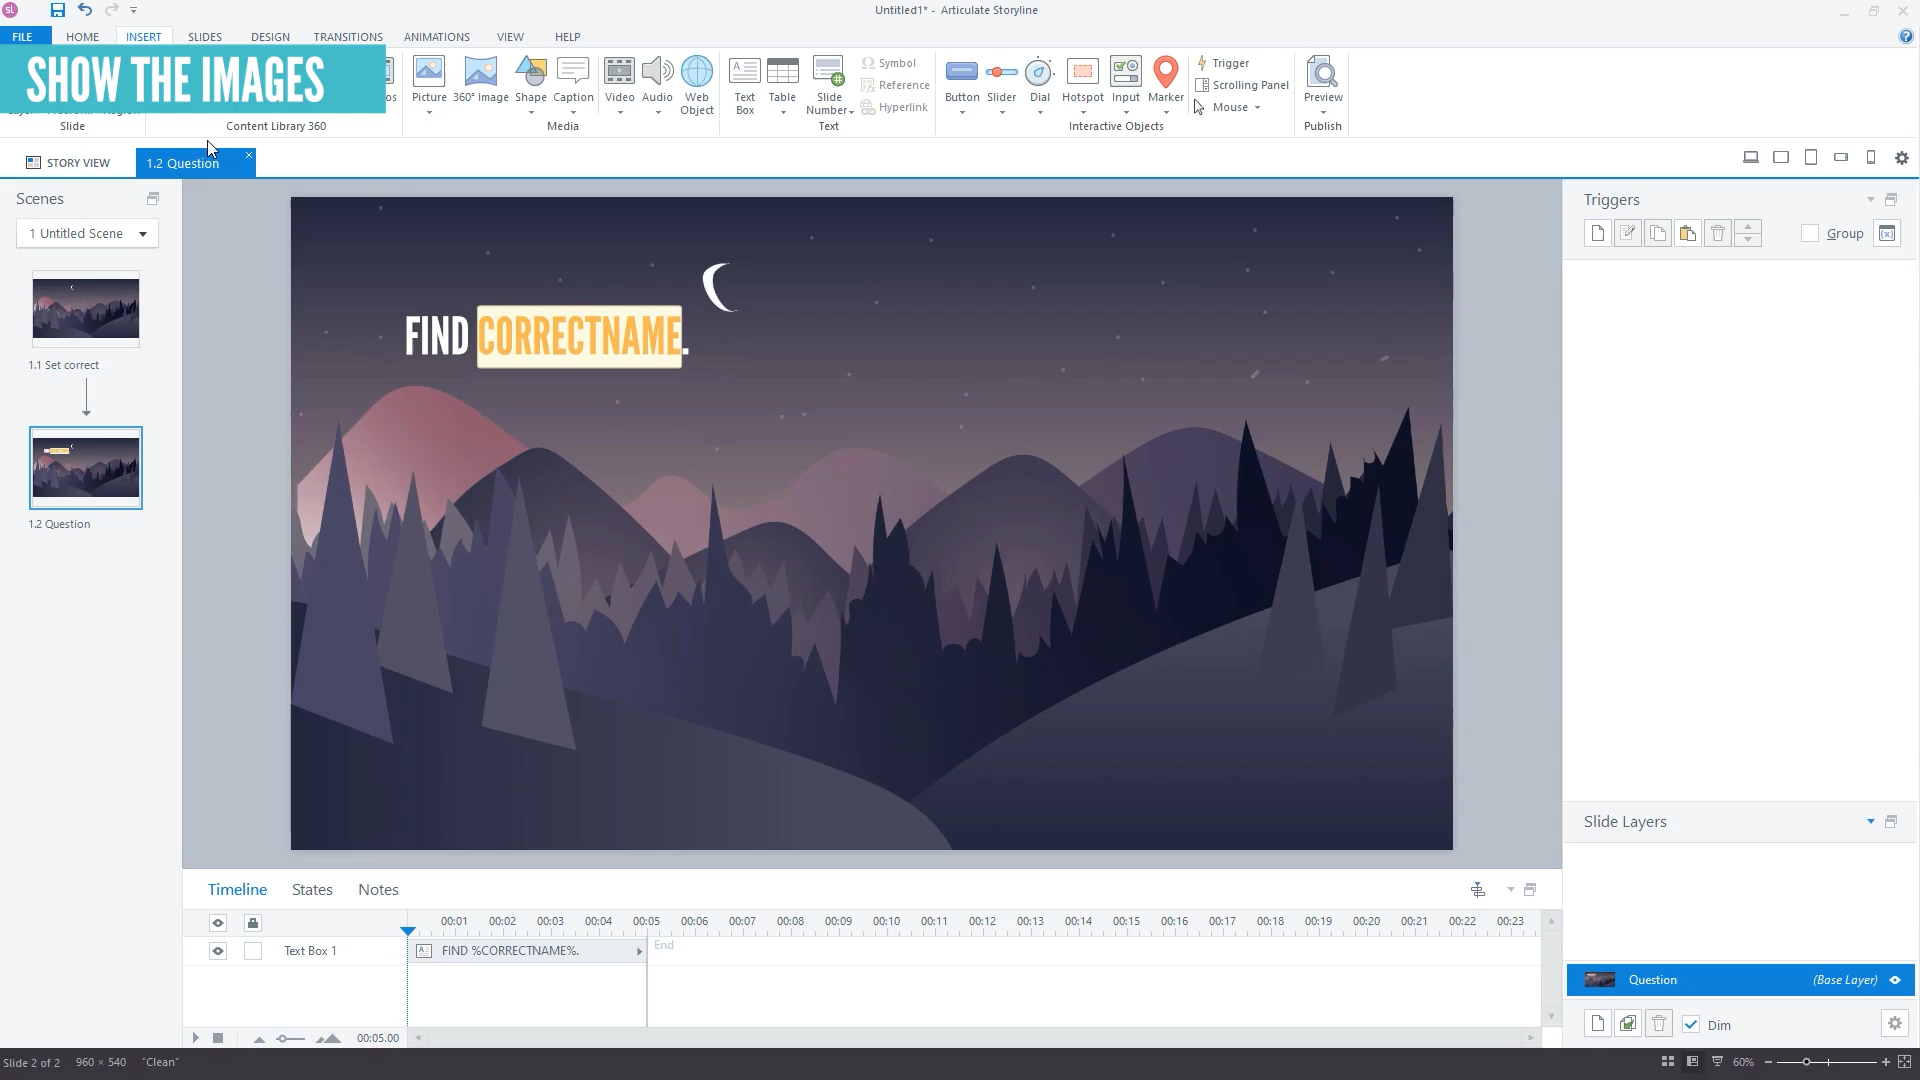 Untitled1* - Articulate Storyline
FILE HOME INSERT SLIDES DESIGN TRANSITIONS ANIMATIONS VIEW HELP
SHOW THE IMAGES
Picture 360° Image Shape Caption Video Audio Web Object
Text Box Table Slide Number
Symbol
Reference
Hyperlink
Button Slider Dial Hotspot Input Marker
Trigger
Scrolling Panel
Mouse
Preview
Slide Content Library 360 Media Text Interactive Objects Publish
STORY VIEW 1.2 Question
Scenes
1 Untitled Scene
1.1 Set correct
1.2 Question
FIND CORRECTNAME.
Triggers
Group
Slide Layers
Question (Base Layer)
Dim
Timeline States Notes
00:01 00:02 00:03 00:04 00:05 00:06 00:07 00:08 00:09 00:10 00:11 00:12 00:13 00:14 00:15 00:16 00:17 00:18 00:19 00:20 00:21 00:22 00:23
Text Box 1 FIND %CORRECTNAME%. End
00:05.00
Slide 2 of 2 960 × 540 "Clean" 60%